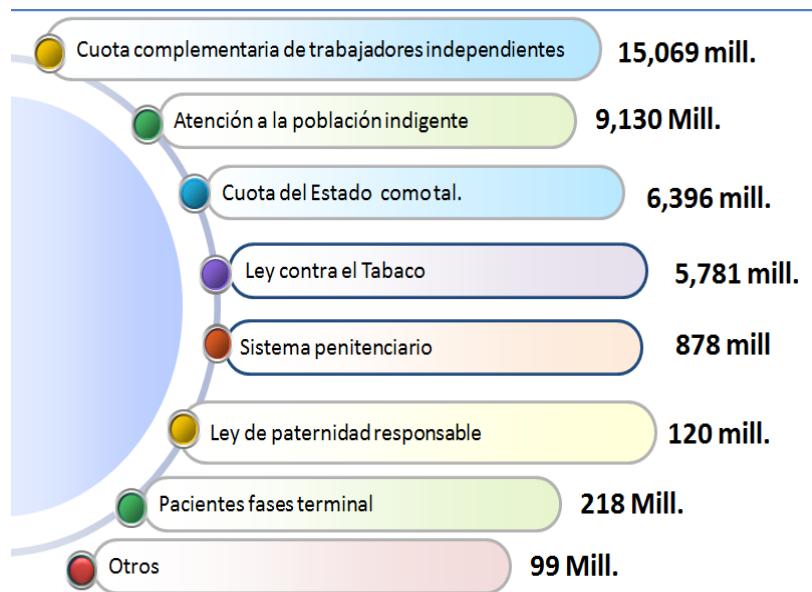 Cuota complementaria de trabajadores independientes 15,069 mill.
Atención a la población indigente 9,130 Mill.
Cuota del Estado como tal. 6,396 mill.
Ley contra el Tabaco 5,781 mill.
Sistema penitenciario 878 mill
Ley de paternidad responsable 120 mill.
Pacientes fases terminal 218 Mill.
Otros 99 Mill.